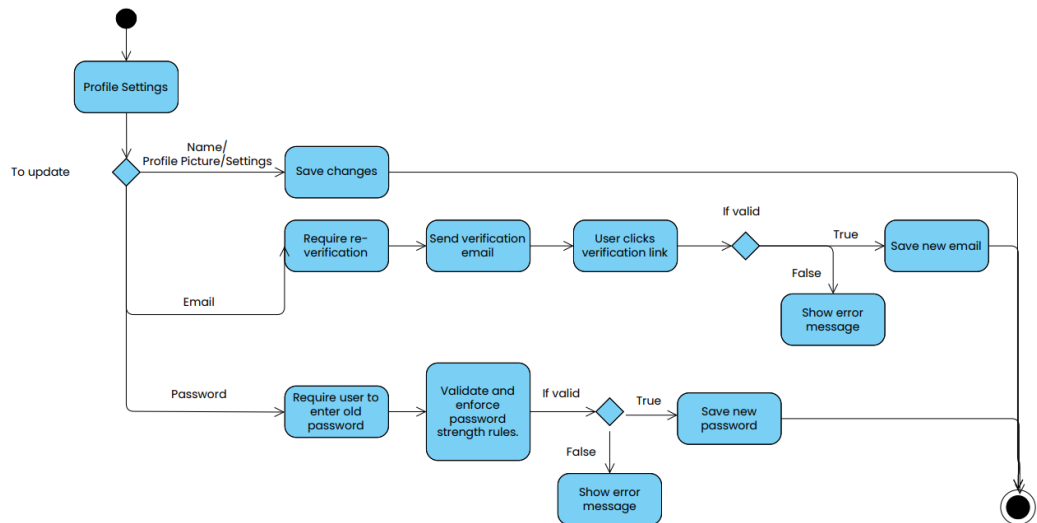 Profile Settings
To update
Name/
Profile Picture/Settings
Save changes
If valid
Require re-
verification
Send verification
email
User clicks
verification link
True
Save new email
False
Email
Show error
message
Password
Require user to
enter old
password
Validate and
enforce
password
strength rules.
If valid
True
Save new
password
False
Show error
message